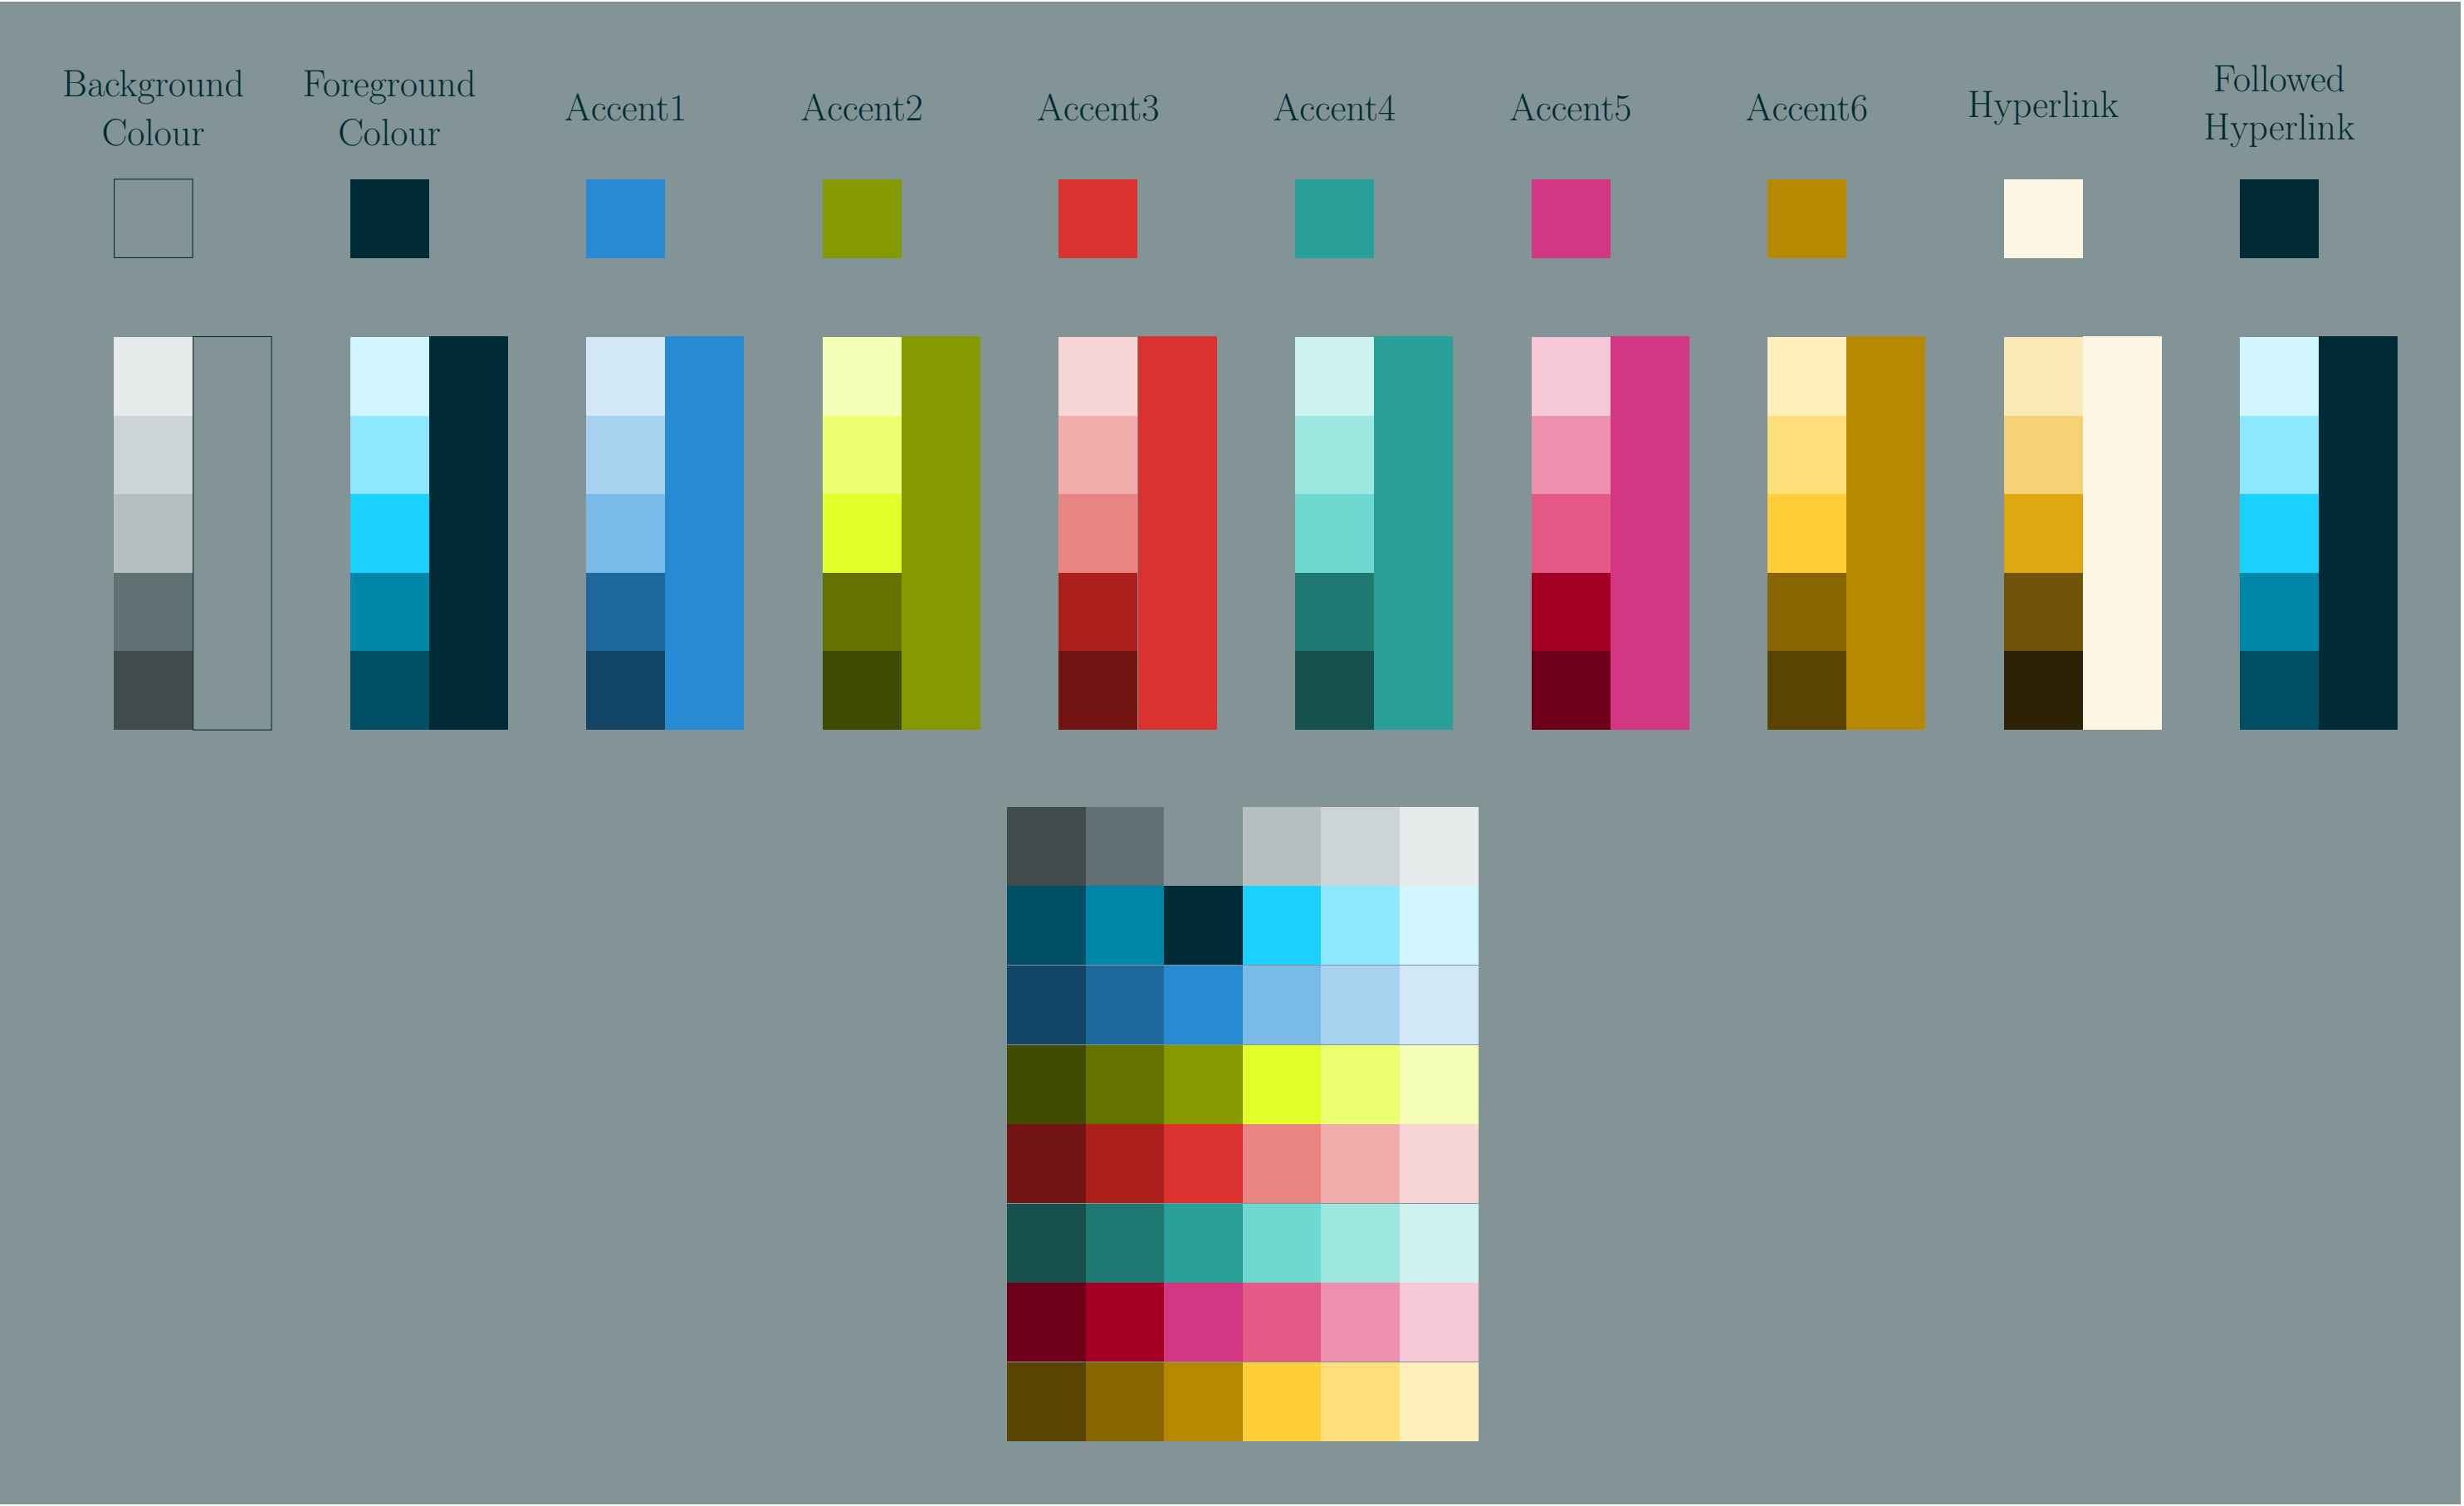 Background
Colour
Foreground
Colour
Accent1
Accent2
Accent3
Accent4
Accent5
Accent6
Hyperlink
Followed
Hyperlink